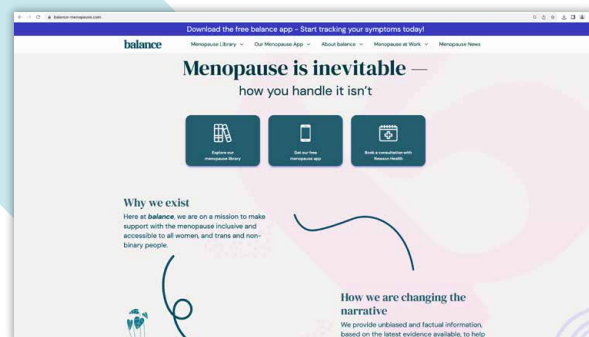 balance-menopause.com
Download the free balance app - Start tracking your symptoms today!
balance
Menopause Library
Our Menopause App
About balance
Menopause at Work
Menopause News
Menopause is inevitable —
how you handle it isn't
Explore our
menopause library
Get our free
menopause app
Book a consultation with
Newson Health
Why we exist
Here at balance, we are on a mission to make
support with the menopause inclusive and
accessible to all women, and trans and non-
binary people.
How we are changing the
narrative
We provide unbiased and factual information,
based on the latest evidence available, to help